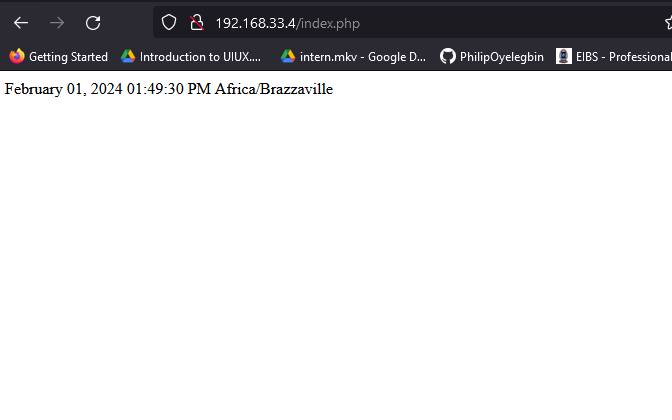 192.168.33.4/index.php
Getting Started Introduction to UIUX.... intern.mkv - Google D... PhilipOyelegbin EIBS - Professional
February 01, 2024 01:49:30 PM Africa/Brazzaville